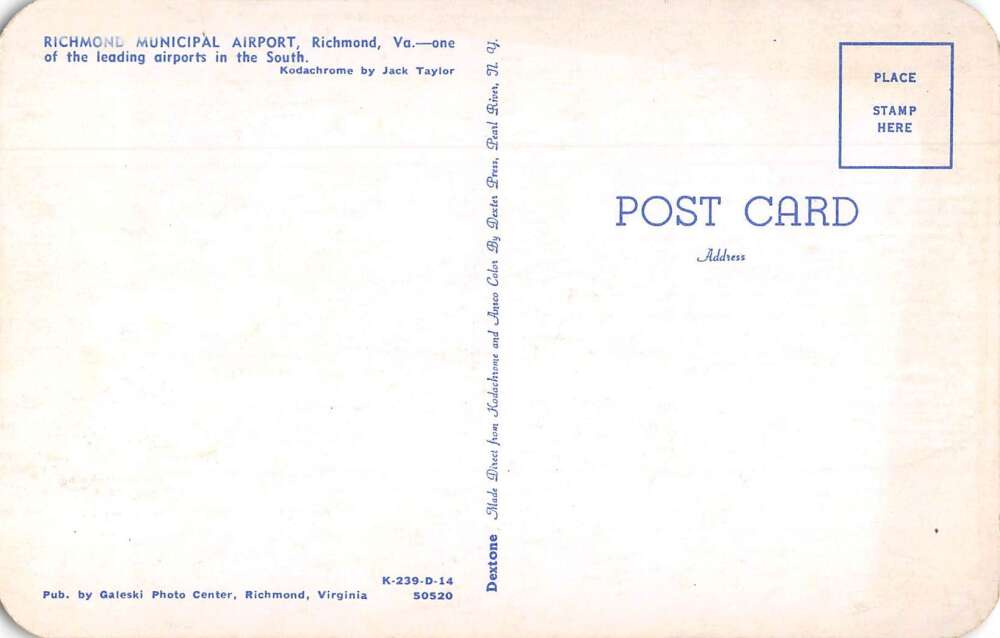 RICHMOND MUNICIPAL AIRPORT, Richmond, Va.—one
of the leading airports in the South.
Kodachrome by Jack Taylor
K-239-D-14
Pub. by Galeski Photo Center, Richmond, Virginia 50520
Dextone Made Direct from Kodachrome and Ansco Color By Dexter Press, Pearl River, N. Y.
PLACE
STAMP
HERE
POST CARD
Address